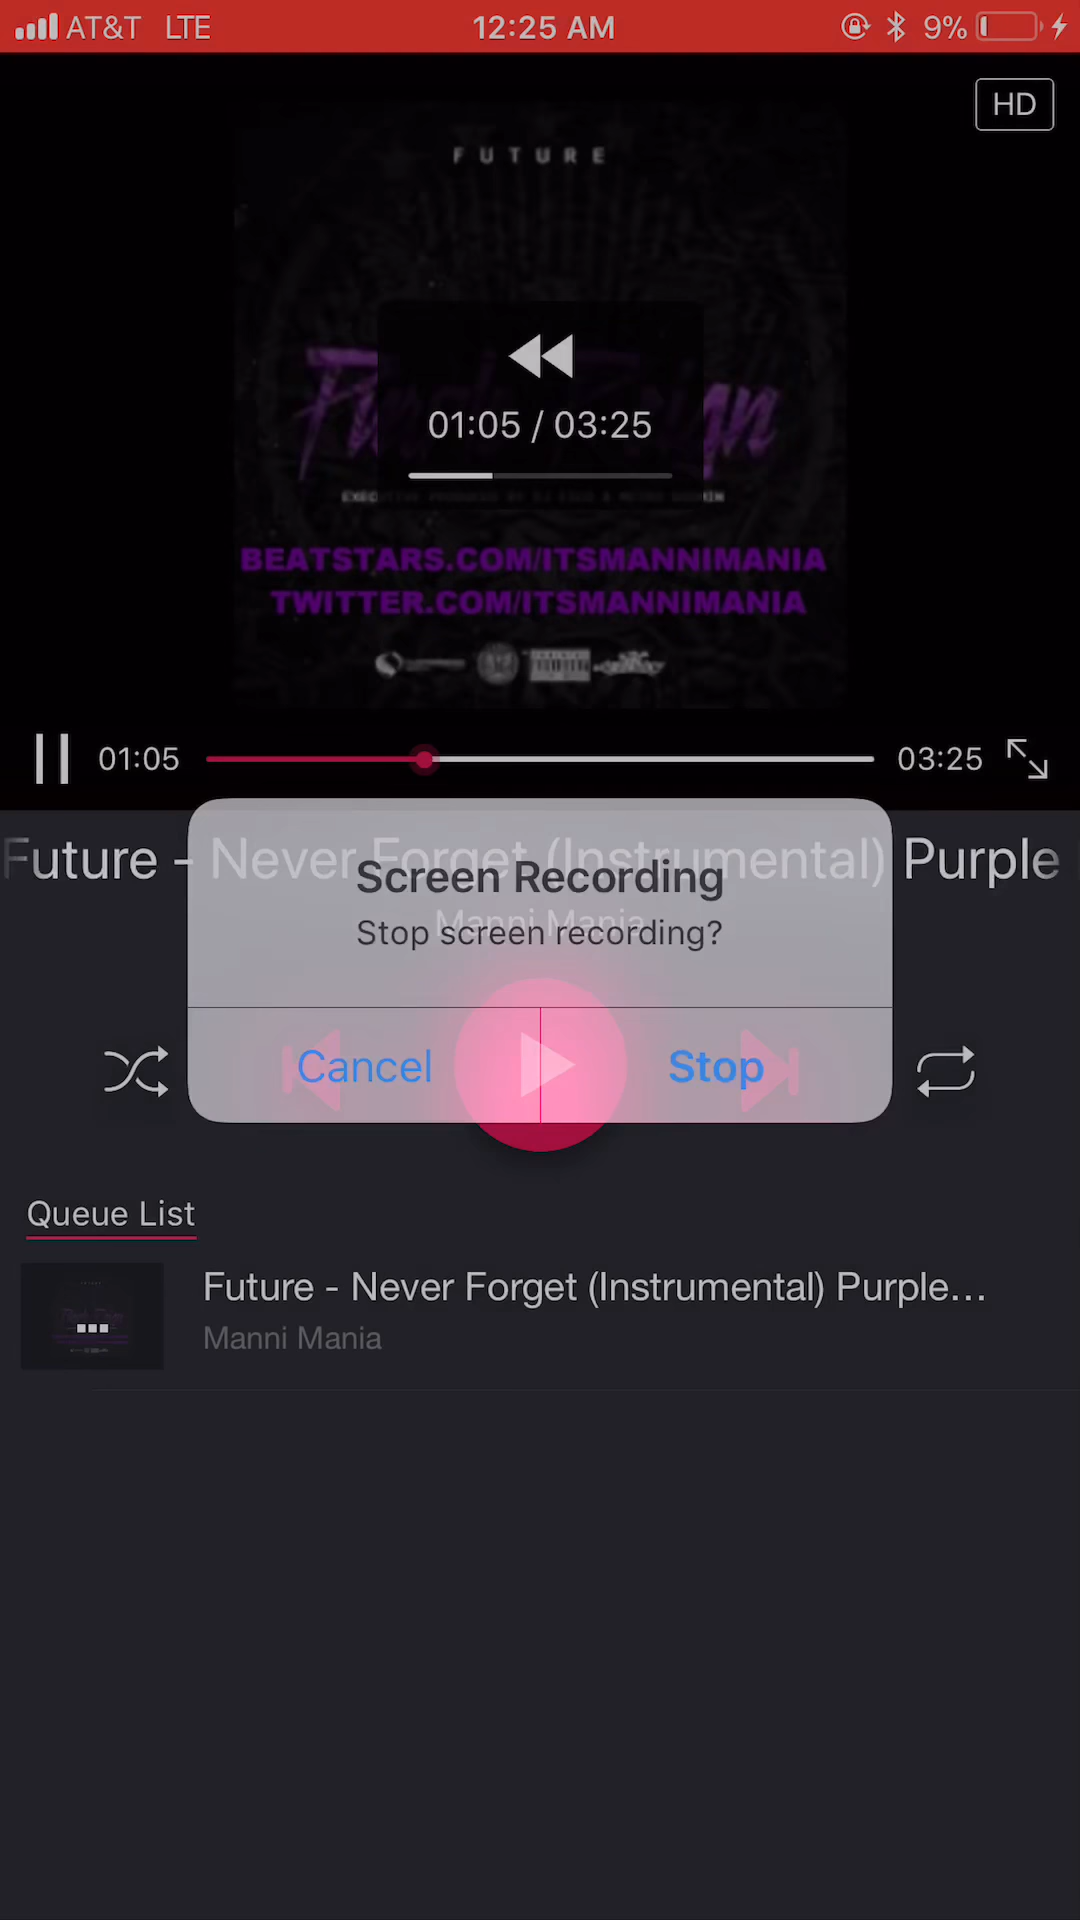 AT&T LTE 12:25 AM 9%
HD
FUTURE
01:05 / 03:25
BEATSTARS.COM/ITSMANNIMANIA
TWITTER.COM/ITSMANNIMANIA
01:05 03:25
Future - Never Forget (Instrumental) Purple
Manni Mania
Screen Recording
Stop screen recording?
Cancel Stop
Queue List
Future - Never Forget (Instrumental) Purple...
Manni Mania